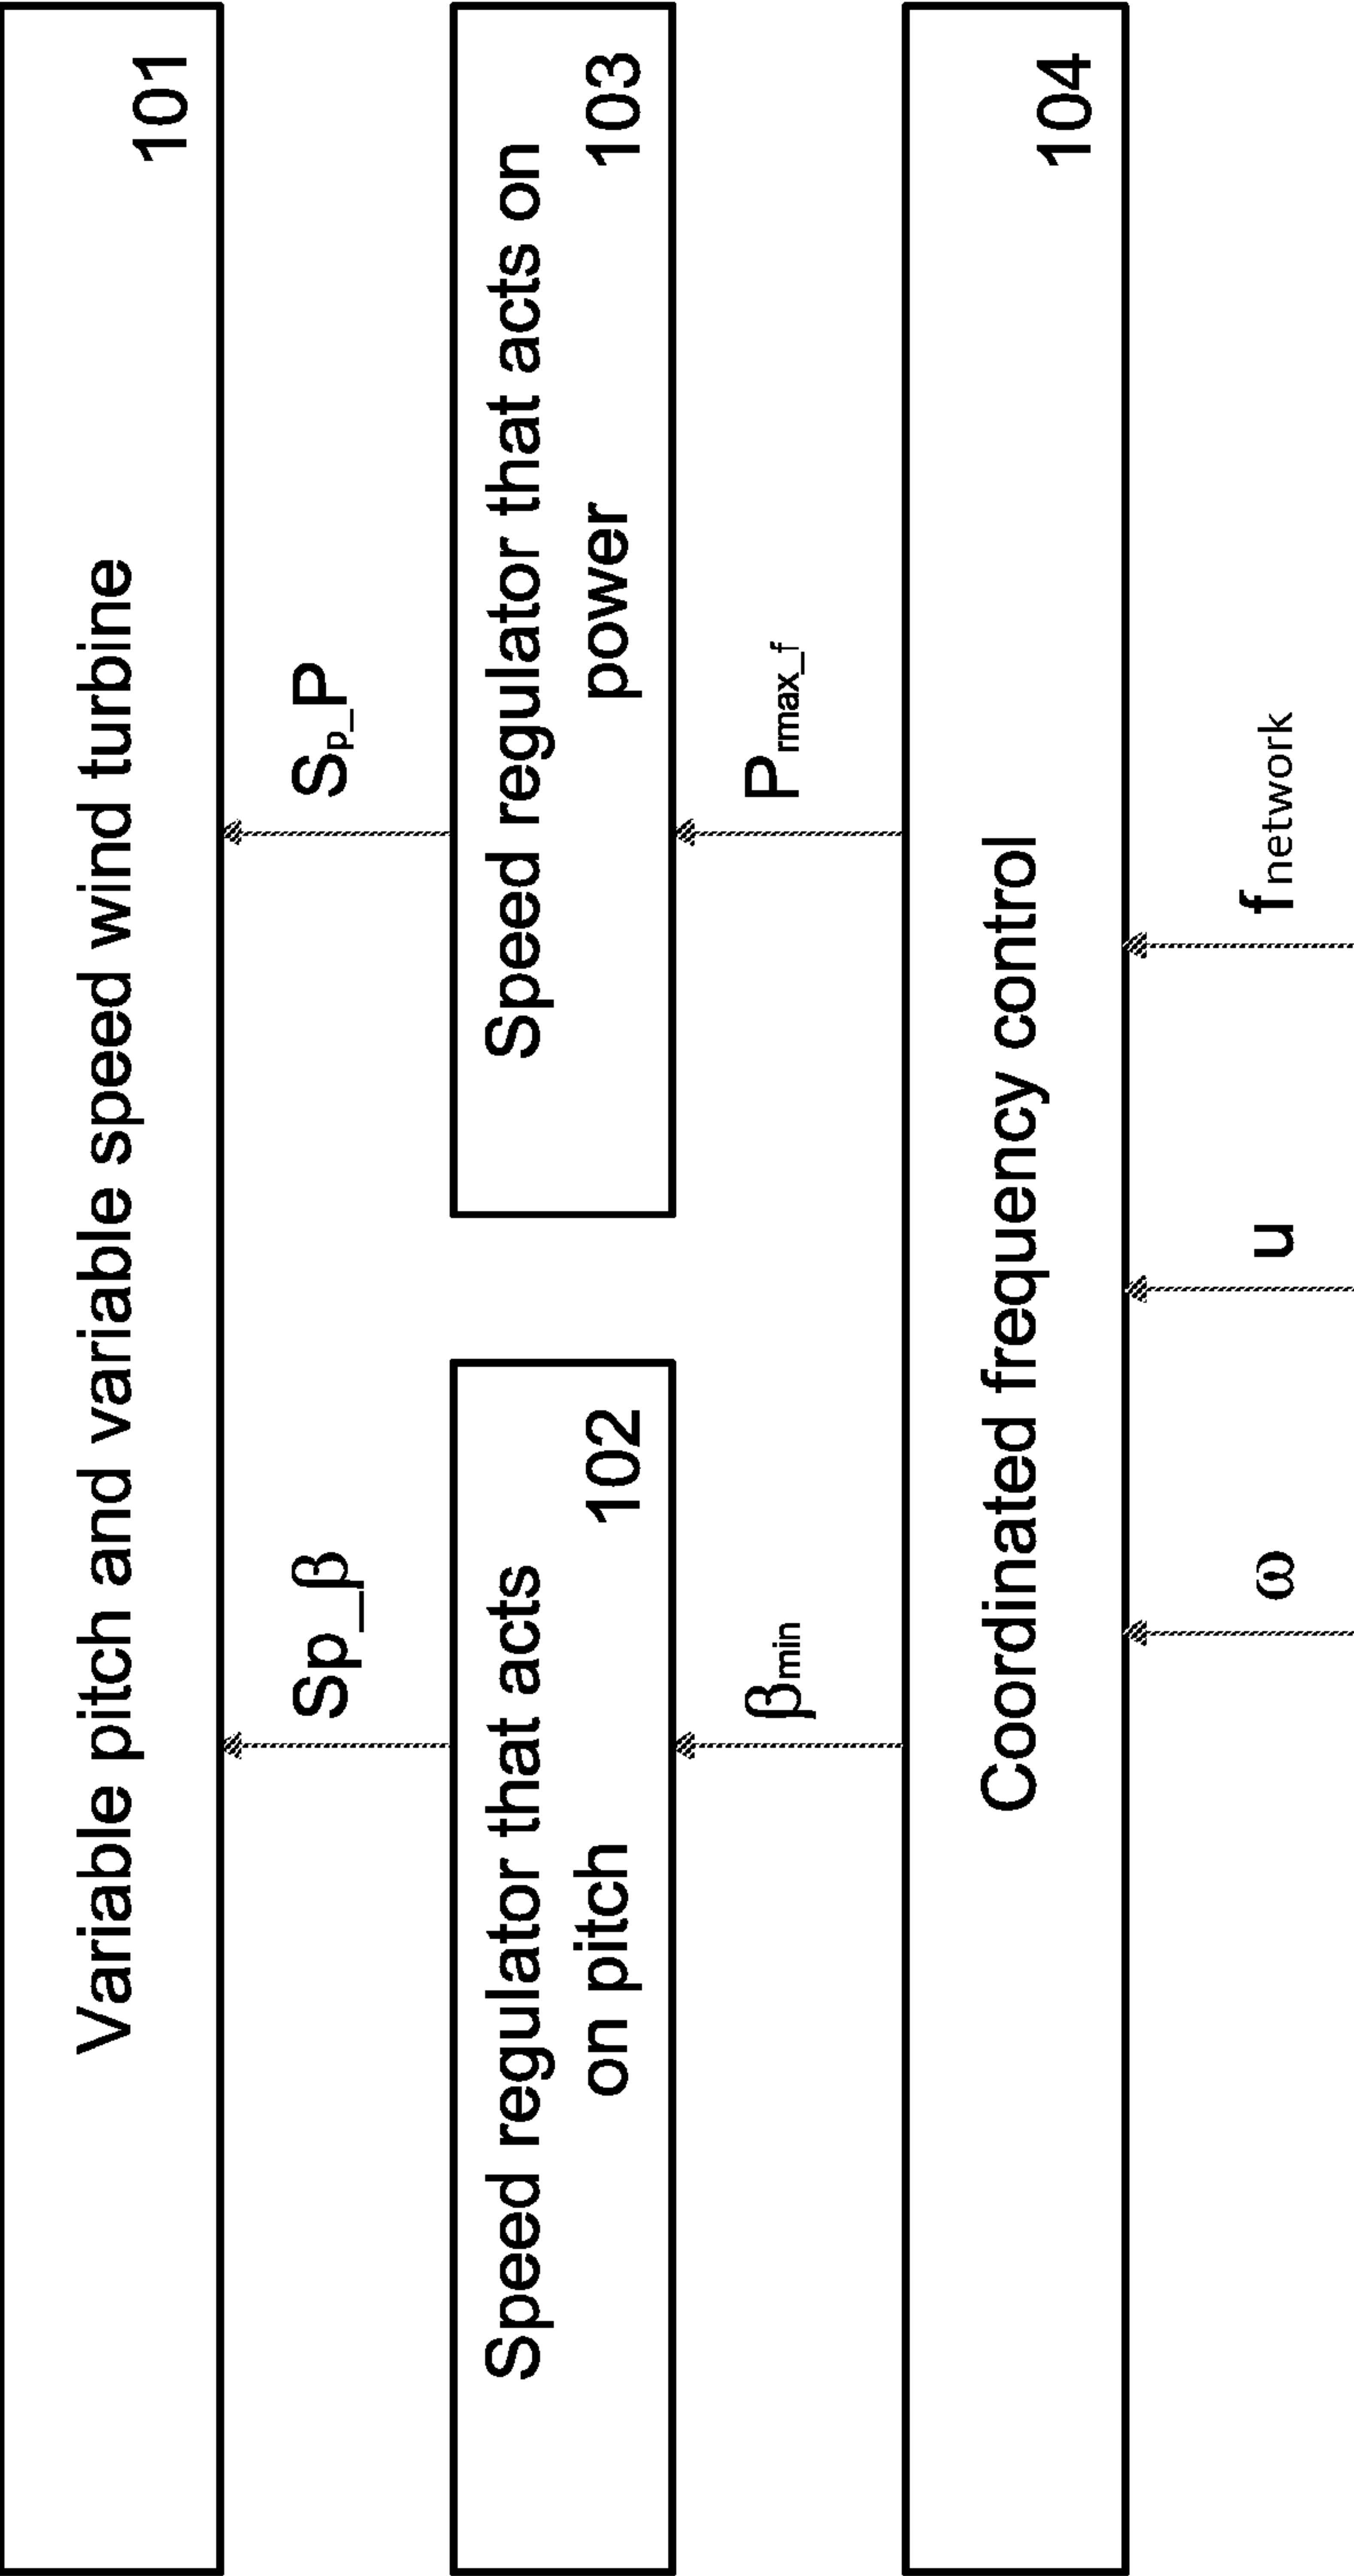 Variable pitch and variable speed wind turbine
101
Sp_β
Sp_P
Speed regulator that acts
on pitch
102
Speed regulator that acts on
power
103
βmin
Prmax_f
Coordinated frequency control
104
ω
u
f network